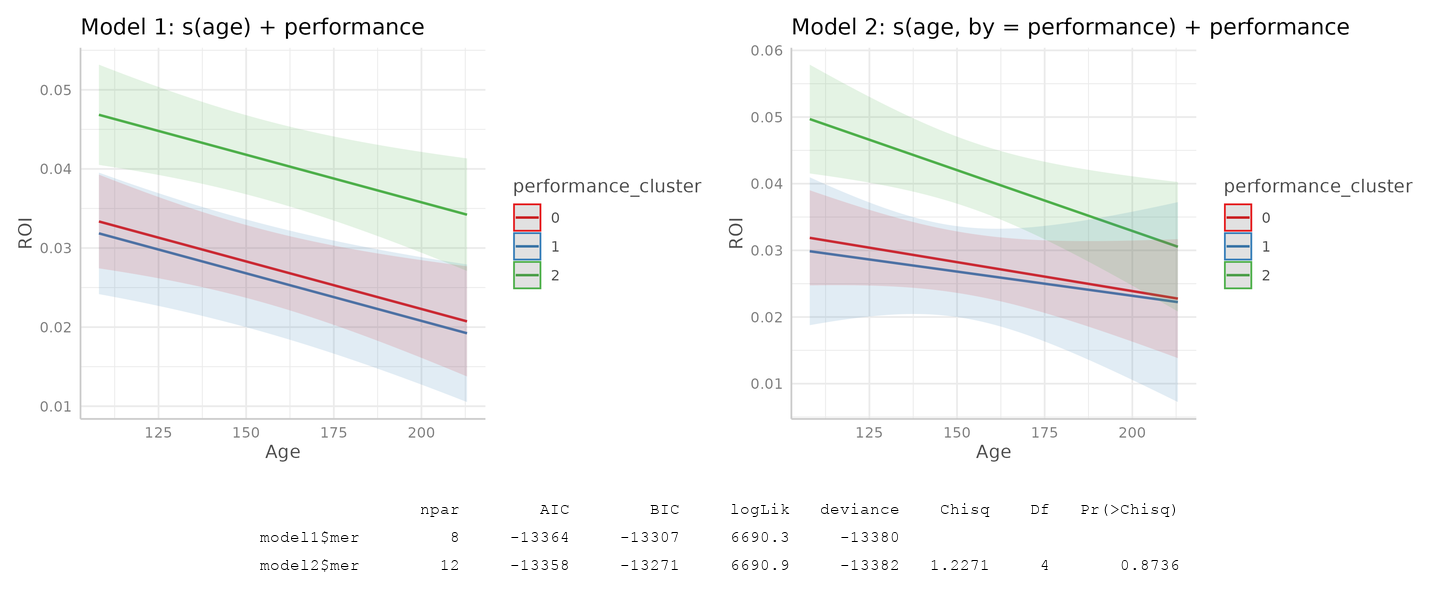 Model 1: s(age) + performance
0.05
0.04
0.03
0.02
0.01
ROI
125 150 175 200
Age
performance_cluster
0
1
2
Model 2: s(age, by = performance) + performance
0.06
0.05
0.04
0.03
0.02
0.01
ROI
125 150 175 200
Age
performance_cluster
0
1
2
npar AIC BIC logLik deviance Chisq Df Pr(>Chisq)
model1$mer 8 -13364 -13307 6690.3 -13380
model2$mer 12 -13358 -13271 6690.9 -13382 1.2271 4 0.8736